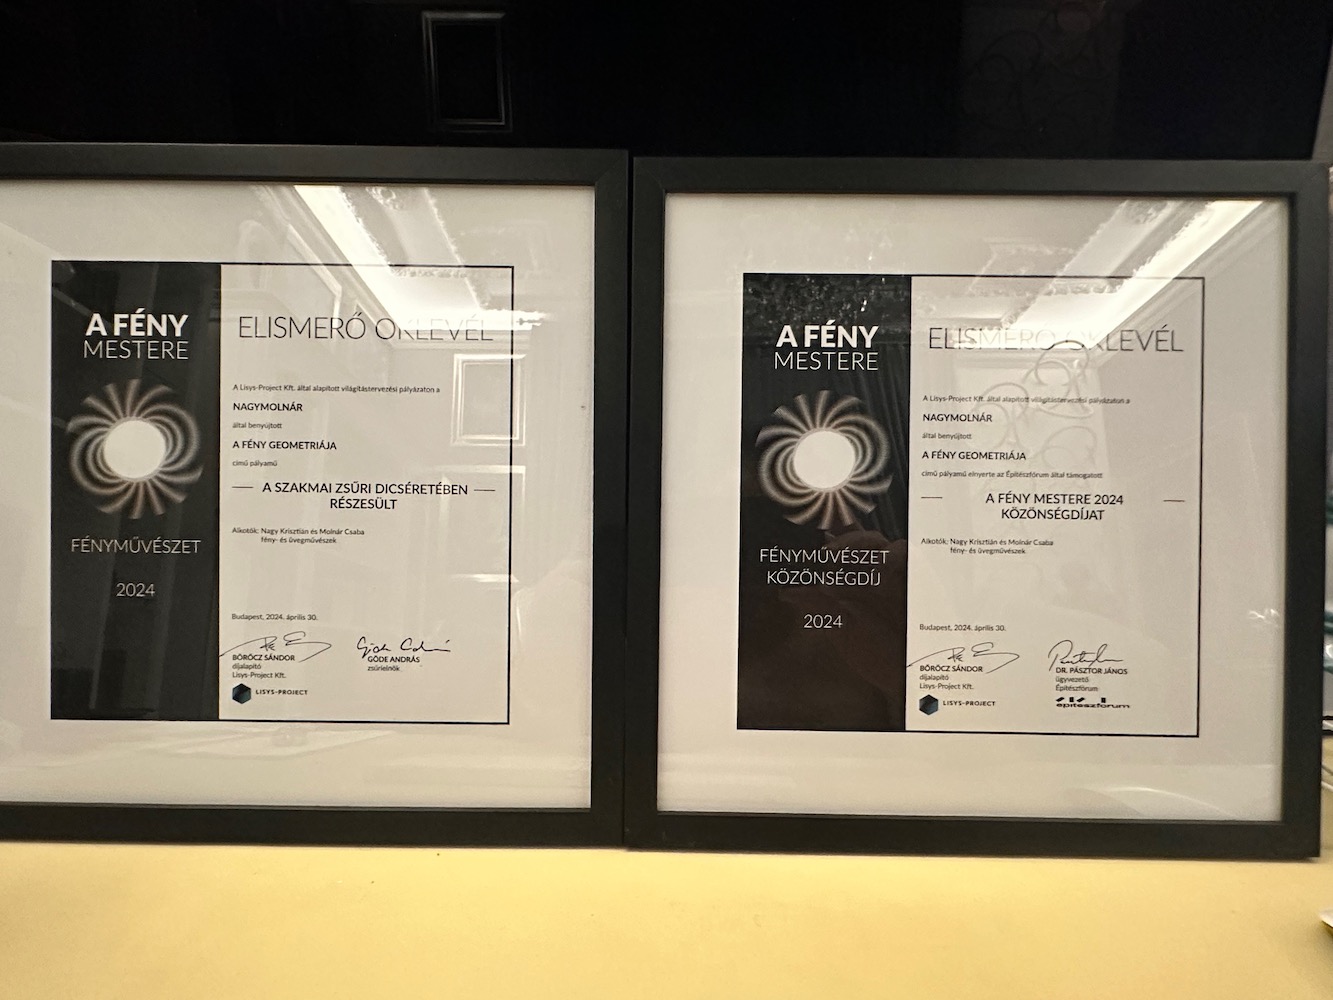 A FÉNY
MESTERE
FÉNYMŰVÉSZET
2024
ELISMERŐ OKLEVÉL
A Lisys-Project Kft. által alapított világítástervezési pályázaton a
NAGYMOLNÁR
által benyújtott
A FÉNY GEOMETRIÁJA
című pályamű
A SZAKMAI ZSŰRI DICSÉRETÉBEN
RÉSZESÜLT
Alkotók: Nagy Krisztián és Molnár Csaba
fény- és üvegművészek
Budapest, 2024. április 30.
BÖRÖCZ SÁNDOR
díjalapító
Lisys-Project Kft.
LISYS-PROJECT
GÖDE ANDRÁS
zsűrielnök
A FÉNY
MESTERE
FÉNYMŰVÉSZET
KÖZÖNSÉGDÍJ
2024
ELISMERŐ OKLEVÉL
A Lisys-Project Kft. által alapított világítástervezési pályázaton a
NAGYMOLNÁR
által benyújtott
A FÉNY GEOMETRIÁJA
című pályamű elnyerte az Építészfórum által támogatott
A FÉNY MESTERE 2024
KÖZÖNSÉGDÍJAT
Alkotók: Nagy Krisztián és Molnár Csaba
fény- és üvegművészek
Budapest, 2024. április 30.
BÖRÖCZ SÁNDOR
díjalapító
Lisys-Project Kft.
LISYS-PROJECT
DR. PÁSZTOR JÁNOS
ügyvezető
Építészfórum
építészfórum